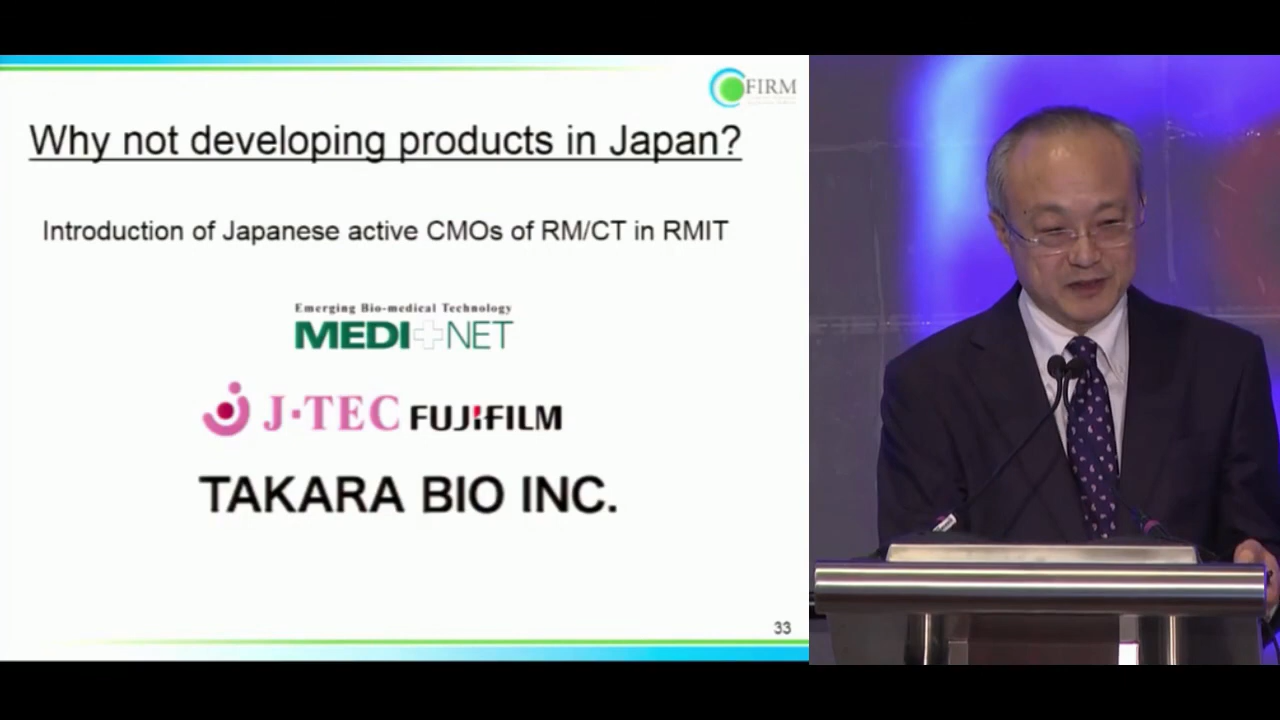 FIRM
Why not developing products in Japan?
Introduction of Japanese active CMOs of RM/CT in RMIT
Emerging Bio-medical Technology
MEDI NET
J·TEC FUJIFILM
TAKARA BIO INC.
33